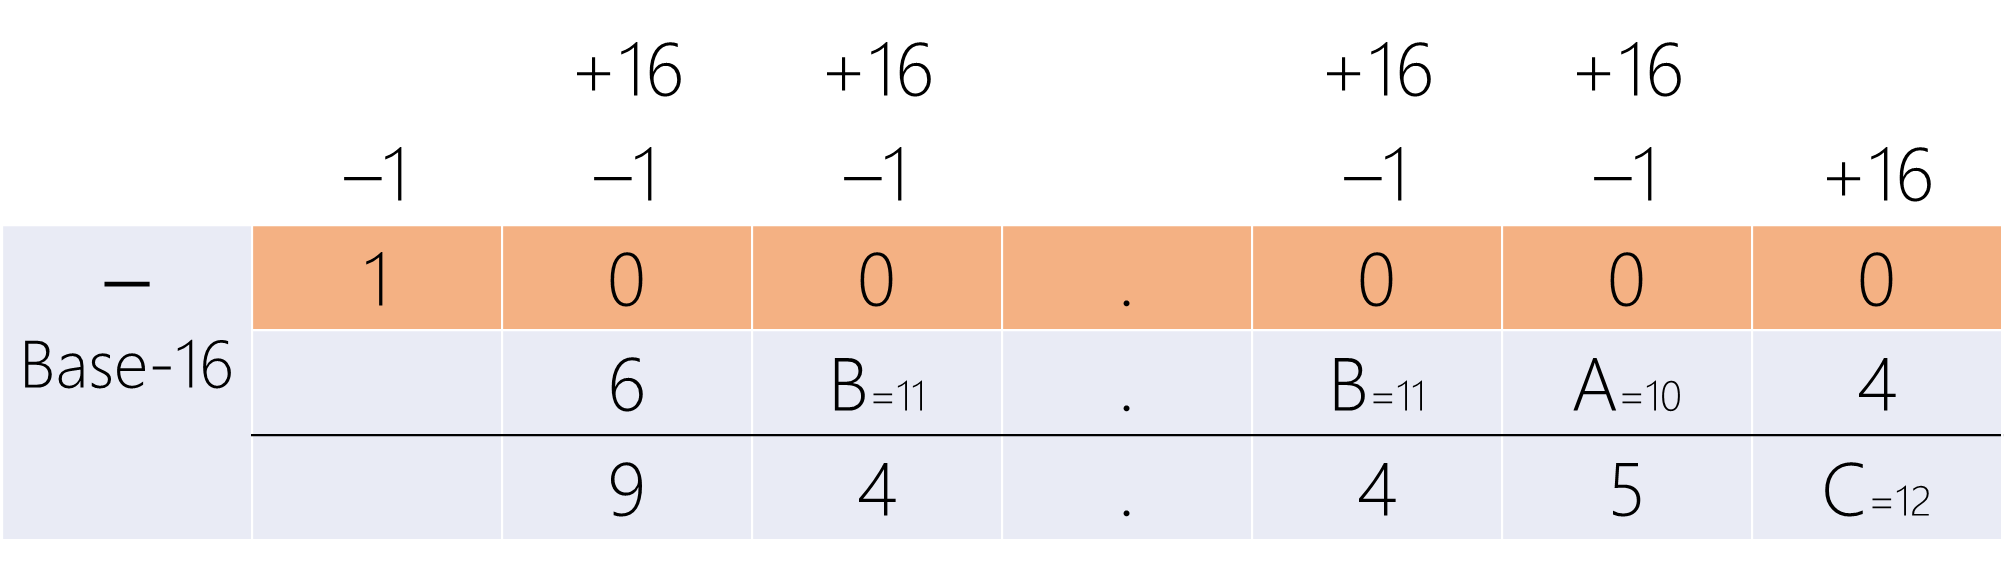 +16 +16 +16 +16
–1 –1 –1 –1 –1 +16
– 1 0 0 . 0 0 0
Base-16 6 B=11 . B=11 A=10 4
9 4 . 4 5 C=12